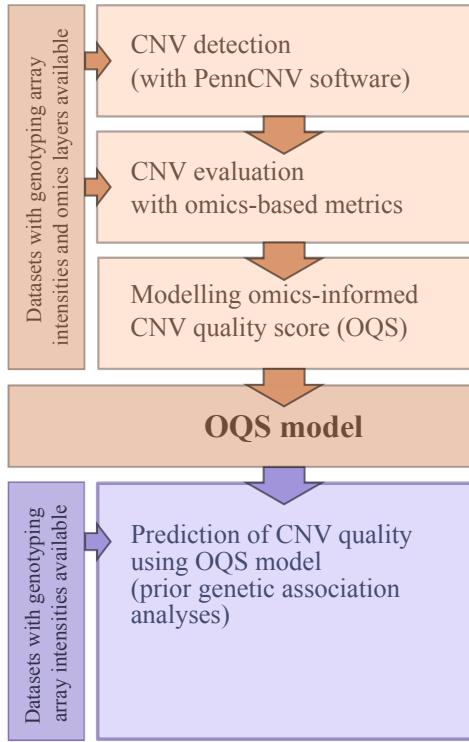 Datasets with genotyping array
intensities and omics layers available
CNV detection
(with PennCNV software)
CNV evaluation
with omics-based metrics
Modelling omics-informed
CNV quality score (OQS)
OQS model
Datasets with genotyping
array intensities available
Prediction of CNV quality
using OQS model
(prior genetic association
analyses)